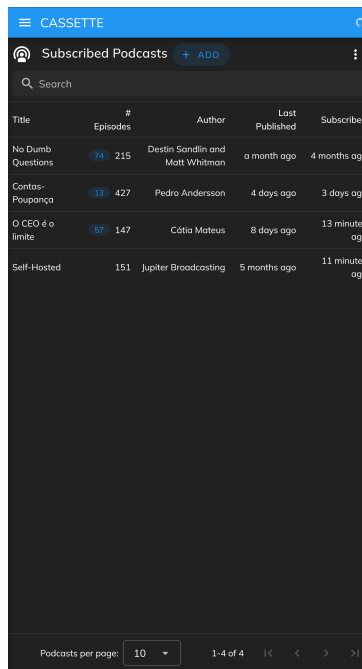 CASSETTE
Subscribed Podcasts + ADD
Search
Title # Episodes Author Last Published Subscribe
No Dumb Questions 74 215 Destin Sandlin and Matt Whitman a month ago 4 months ag
Contas-Poupança 13 427 Pedro Andersson 4 days ago 3 days ago
O CEO é o limite 57 147 Cátia Mateus 8 days ago 13 minute ag
Self-Hosted 151 Jupiter Broadcasting 5 months ago 11 minute ag
Podcasts per page: 10 1-4 of 4